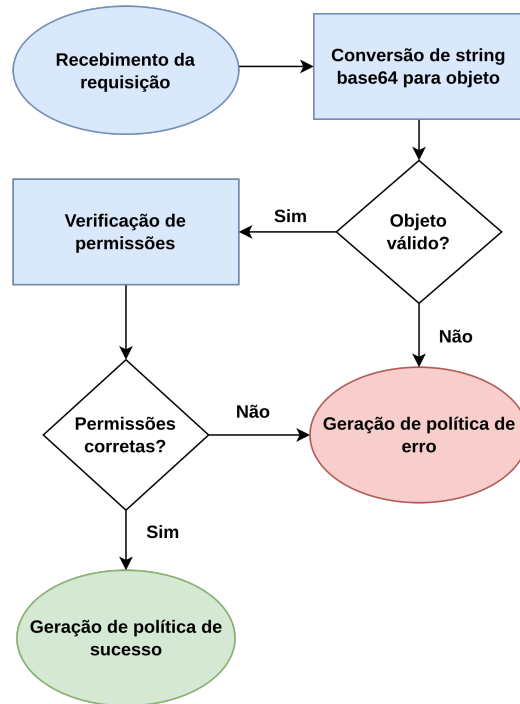 Recebimento da
requisição
Conversão de string
base64 para objeto
Objeto
válido?
Sim
Verificação de
permissões
Não
Geração de política de
erro
Permissões
corretas?
Não
Sim
Geração de política de
sucesso